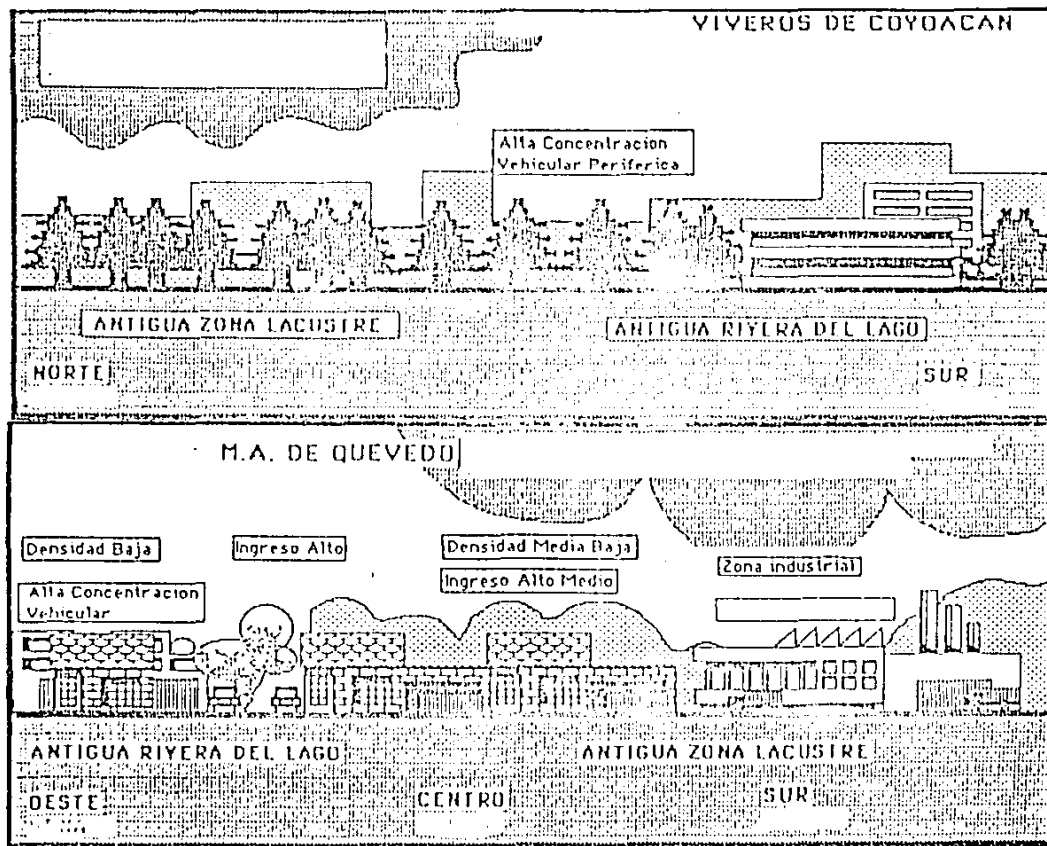 VIVEROS DE COYOACAN
Alta Concentracion
Vehicular Periferica
ANTIGUA ZONA LACUSTRE
ANTIGUA RIVERA DEL LAGO
NORTE
SUR
M.A. DE QUEVEDO
Densidad Baja
Ingreso Alto
Densidad Media Baja
Zona industrial
Ingreso Alto Medio
Alta Concentracion
Vehicular
ANTIGUA RIVERA DEL LAGO
ANTIGUA ZONA LACUSTRE
OESTE
CENTRO
SUR